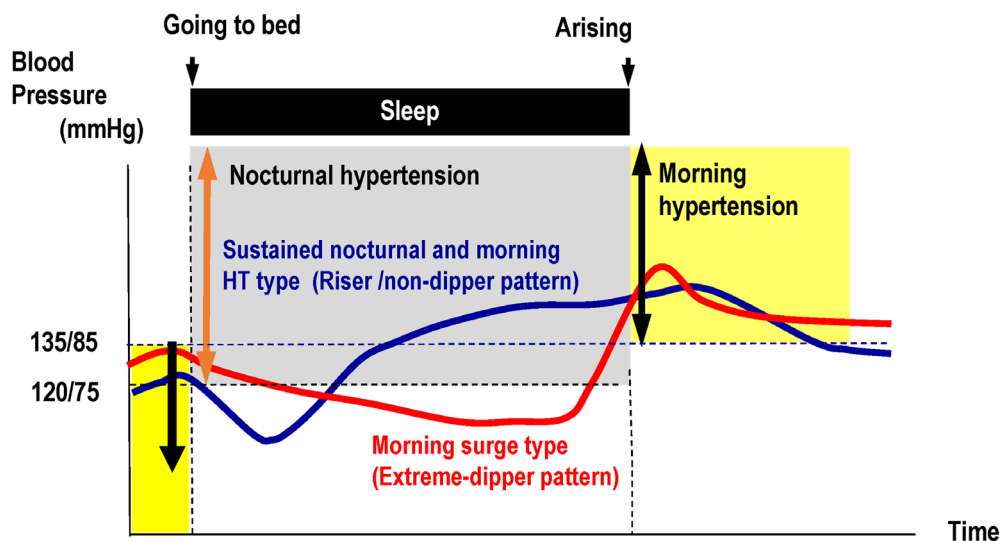 Going to bed
Arising
Blood
Pressure
(mmHg)
Sleep
Nocturnal hypertension
Morning
hypertension
Sustained nocturnal and morning
HT type (Riser /non-dipper pattern)
135/85
120/75
Morning surge type
(Extreme-dipper pattern)
Time